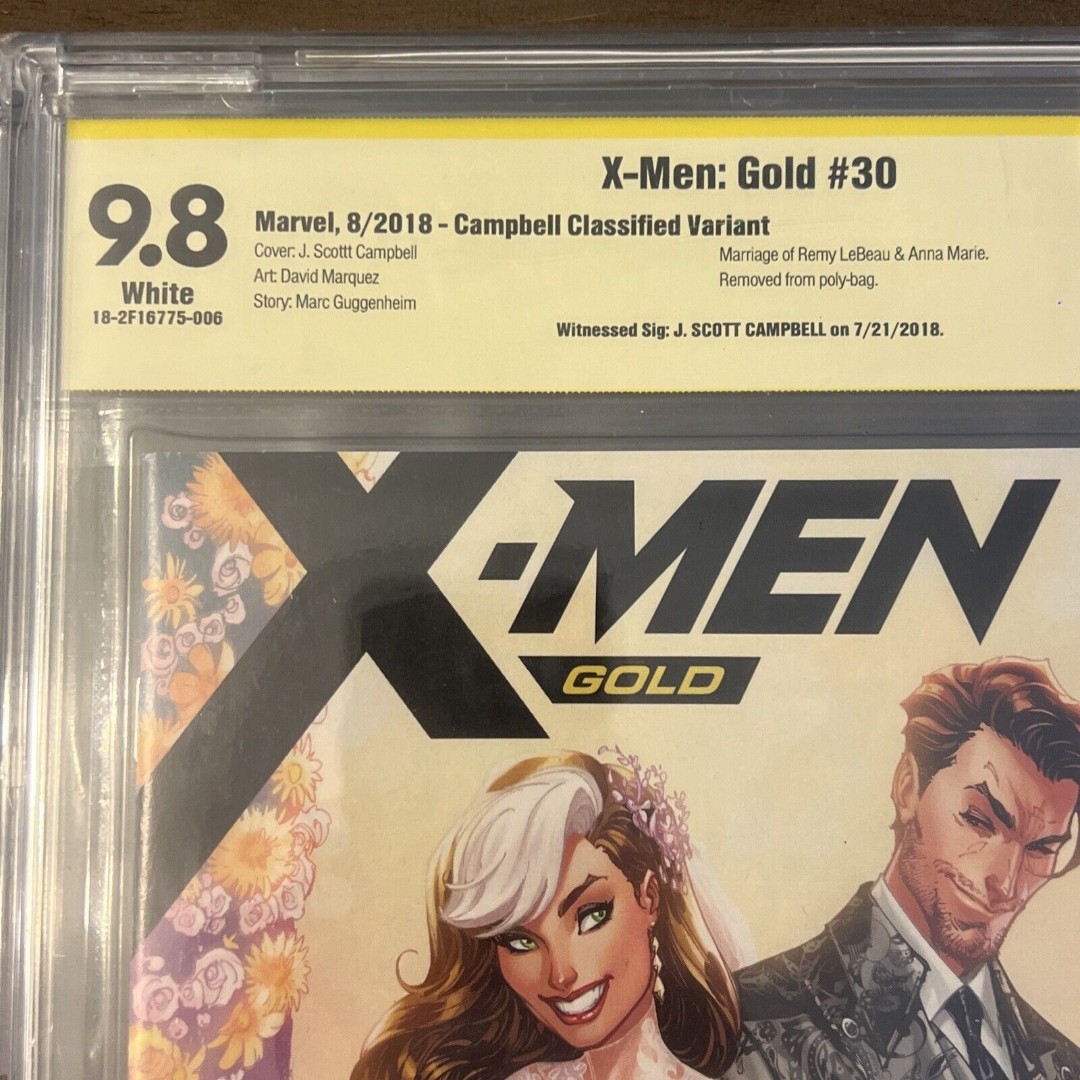 X-Men: Gold #30
9.8
White
18-2F16775-006
Marvel, 8/2018 - Campbell Classified Variant
Cover: J. Scottt Campbell
Art: David Marquez
Story: Marc Guggenheim
Marriage of Remy LeBeau & Anna Marie.
Removed from poly-bag.
Witnessed Sig: J. SCOTT CAMPBELL on 7/21/2018.
X-MEN
GOLD